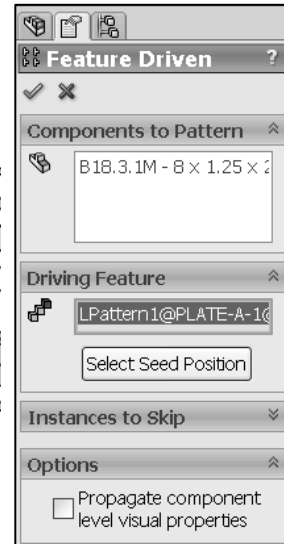 Feature Driven ?
Components to Pattern
B18.3.1M - 8 x 1.25 x 2
Driving Feature
LPattern1@PLATE-A-1@
Select Seed Position
Instances to Skip
Options
Propagate component
level visual properties